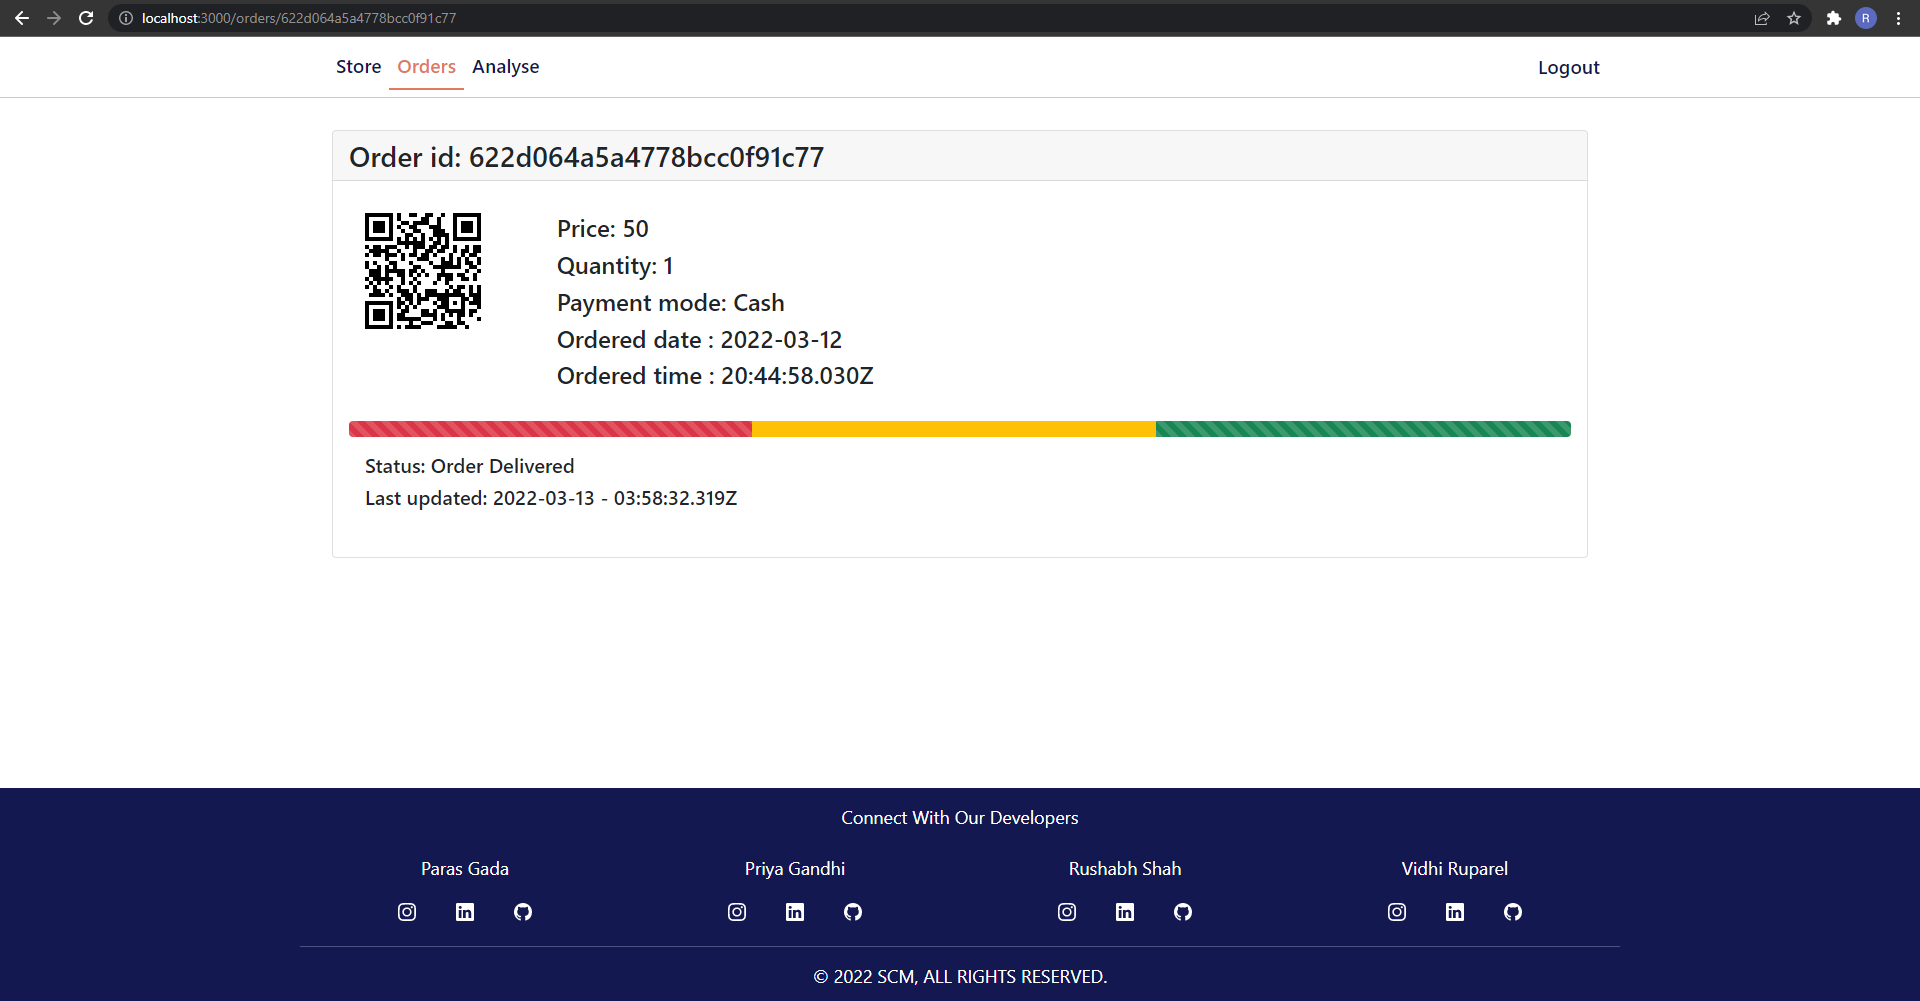 localhost:3000/orders/622d064a5a4778bcc0f91c77
R
Store Orders Analyse Logout
Order id: 622d064a5a4778bcc0f91c77
Price: 50
Quantity: 1
Payment mode: Cash
Ordered date : 2022-03-12
Ordered time : 20:44:58.030Z
Status: Order Delivered
Last updated: 2022-03-13 - 03:58:32.319Z
Connect With Our Developers
Paras Gada Priya Gandhi Rushabh Shah Vidhi Ruparel
© 2022 SCM, ALL RIGHTS RESERVED.